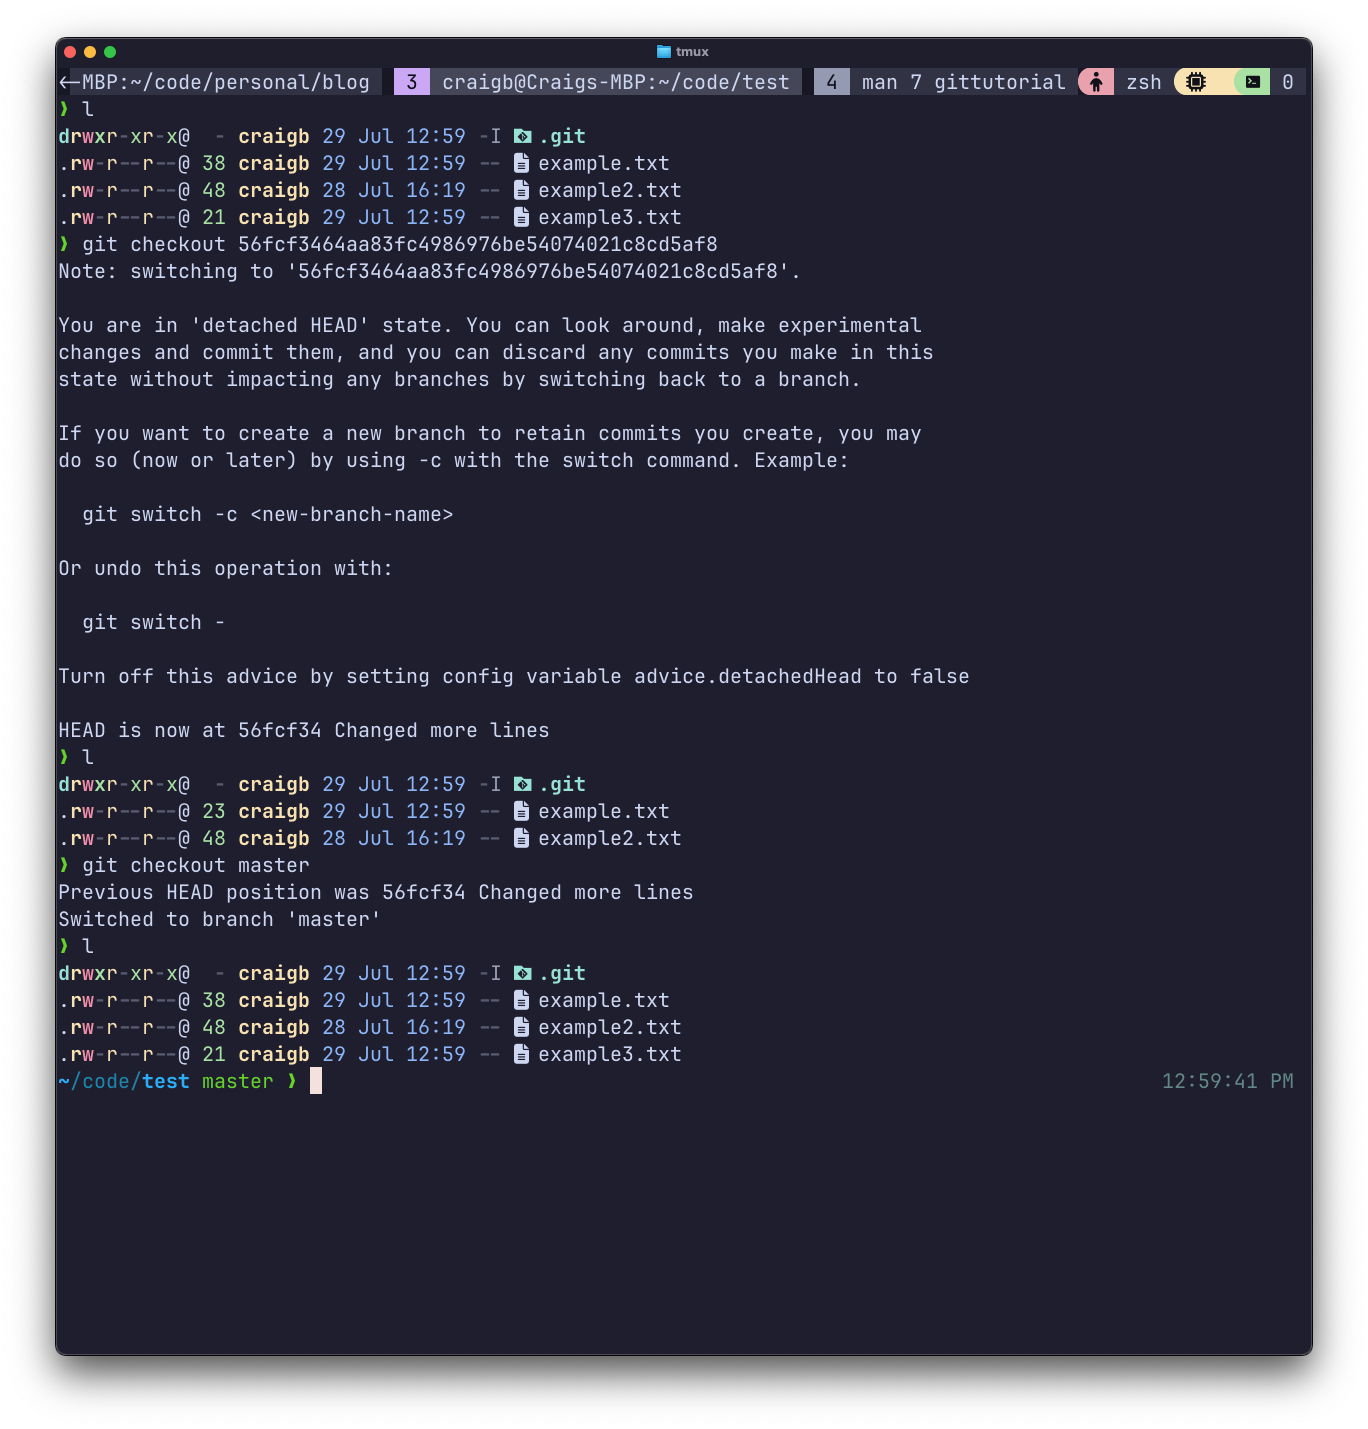 tmux
←-MBP:~/code/personal/blog 3 craigb@Craigs-MBP:~/code/test 4 man 7 gittutorial zsh 0
❯ l
drwxr-xr-x@ - craigb 29 Jul 12:59 -I .git
.rw-r--r--@ 38 craigb 29 Jul 12:59 -- example.txt
.rw-r--r--@ 48 craigb 28 Jul 16:19 -- example2.txt
.rw-r--r--@ 21 craigb 29 Jul 12:59 -- example3.txt
❯ git checkout 56fcf3464aa83fc4986976be54074021c8cd5af8
Note: switching to '56fcf3464aa83fc4986976be54074021c8cd5af8'.
You are in 'detached HEAD' state. You can look around, make experimental
changes and commit them, and you can discard any commits you make in this
state without impacting any branches by switching back to a branch.
If you want to create a new branch to retain commits you create, you may
do so (now or later) by using -c with the switch command. Example:
git switch -c <new-branch-name>
Or undo this operation with:
git switch -
Turn off this advice by setting config variable advice.detachedHead to false
HEAD is now at 56fcf34 Changed more lines
❯ l
drwxr-xr-x@ - craigb 29 Jul 12:59 -I .git
.rw-r--r--@ 23 craigb 29 Jul 12:59 -- example.txt
.rw-r--r--@ 48 craigb 28 Jul 16:19 -- example2.txt
❯ git checkout master
Previous HEAD position was 56fcf34 Changed more lines
Switched to branch 'master'
❯ l
drwxr-xr-x@ - craigb 29 Jul 12:59 -I .git
.rw-r--r--@ 38 craigb 29 Jul 12:59 -- example.txt
.rw-r--r--@ 48 craigb 28 Jul 16:19 -- example2.txt
.rw-r--r--@ 21 craigb 29 Jul 12:59 -- example3.txt
~/code/test master ❯ 12:59:41 PM